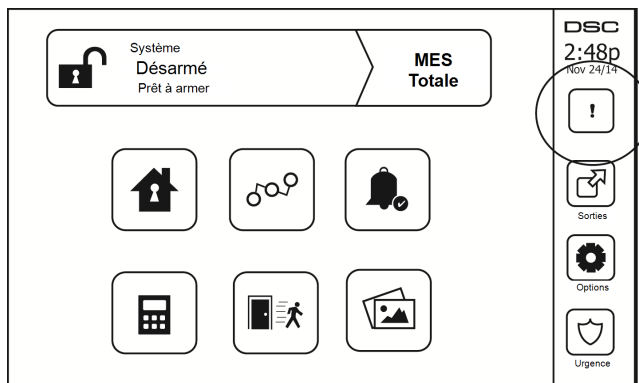 Système
Désarmé
Prêt à armer
MES
Totale
DSC
2:48p
Nov 24/14
!
Sorties
Options
Urgence